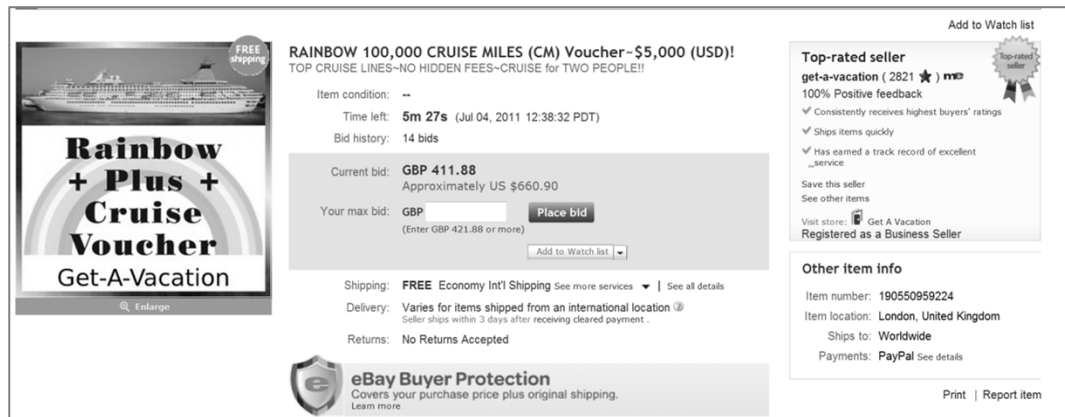 Add to Watch list
FREE
shipping
Rainbow
+ Plus +
Cruise
Voucher
Get-A-Vacation
Enlarge
RAINBOW 100,000 CRUISE MILES (CM) Voucher~$5,000 (USD)!
TOP CRUISE LINES~NO HIDDEN FEES~CRUISE for TWO PEOPLE!!
Item condition: --
Time left: 5m 27s (Jul 04, 2011 12:38:32 PDT)
Bid history: 14 bids
Current bid: GBP 411.88
Approximately US $660.90
Your max bid: GBP Place bid
(Enter GBP 421.88 or more)
Add to Watch list
Shipping: FREE Economy Int'l Shipping See more services | See all details
Delivery: Varies for items shipped from an international location
Seller ships within 3 days after receiving cleared payment .
Returns: No Returns Accepted
e
eBay Buyer Protection
Covers your purchase price plus original shipping.
Learn more
Top-rated seller
Top-rated
seller
get-a-vacation ( 2821 ) me
100% Positive feedback
Consistently receives highest buyers' ratings
Ships items quickly
Has earned a track record of excellent
service
Save this seller
See other items
Visit store: Get A Vacation
Registered as a Business Seller
Other item info
Item number: 190550959224
Item location: London, United Kingdom
Ships to: Worldwide
Payments: PayPal See details
Print | Report item